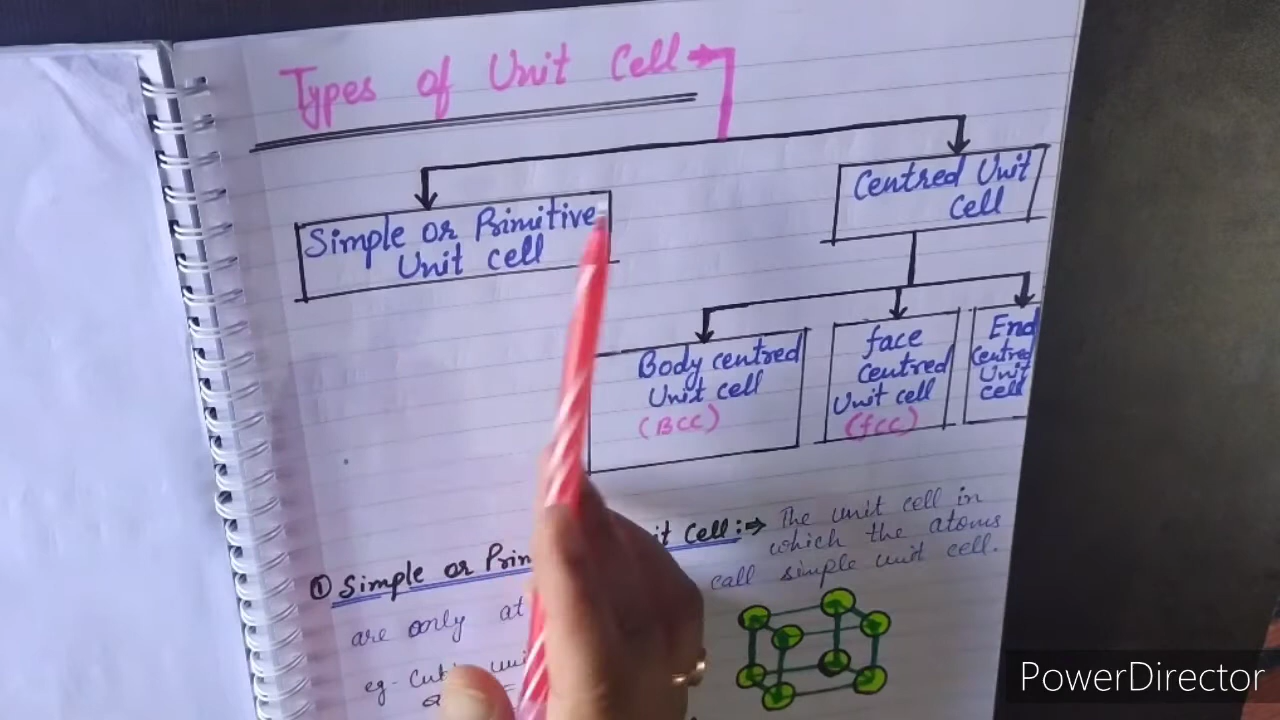 Types of Unit Cell
Simple or Primitive
Unit cell
Centred Unit
Cell
Body centred
Unit cell
(BCC)
face
centred
Unit cell
(fcc)
End
centred
Unit
cell
① Simple or Prim Cell:⇒ The unit cell in
which the atoms
are only at call simple unit cell.
eg-
PowerDirector